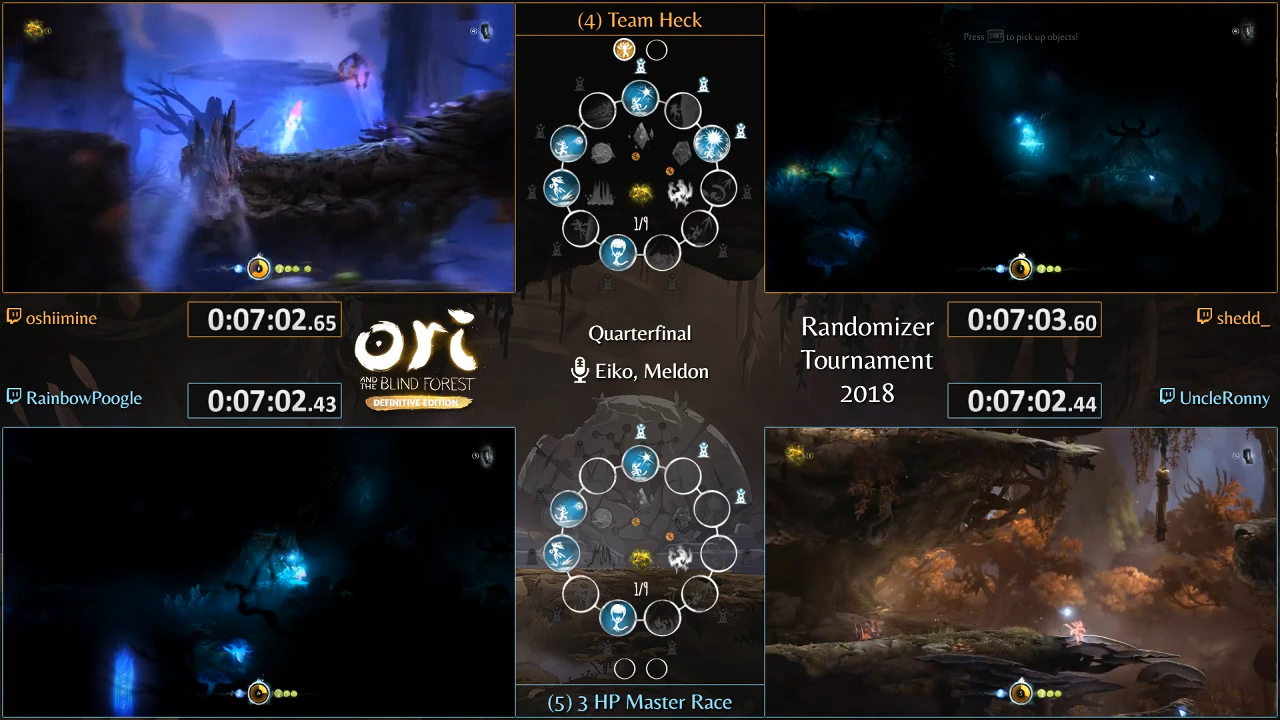 (4) Team Heck
Press to pick up objects!
1/9
oshiimine
0:07:02.65
ori
AND THE BLIND FOREST
DEFINITIVE EDITION
Quarterfinal
Eiko, Meldon
Randomizer
Tournament
2018
0:07:03.60
shedd_
RainbowPoogle
0:07:02.43
0:07:02.44
UncleRonny
1/9
(5) 3 HP Master Race